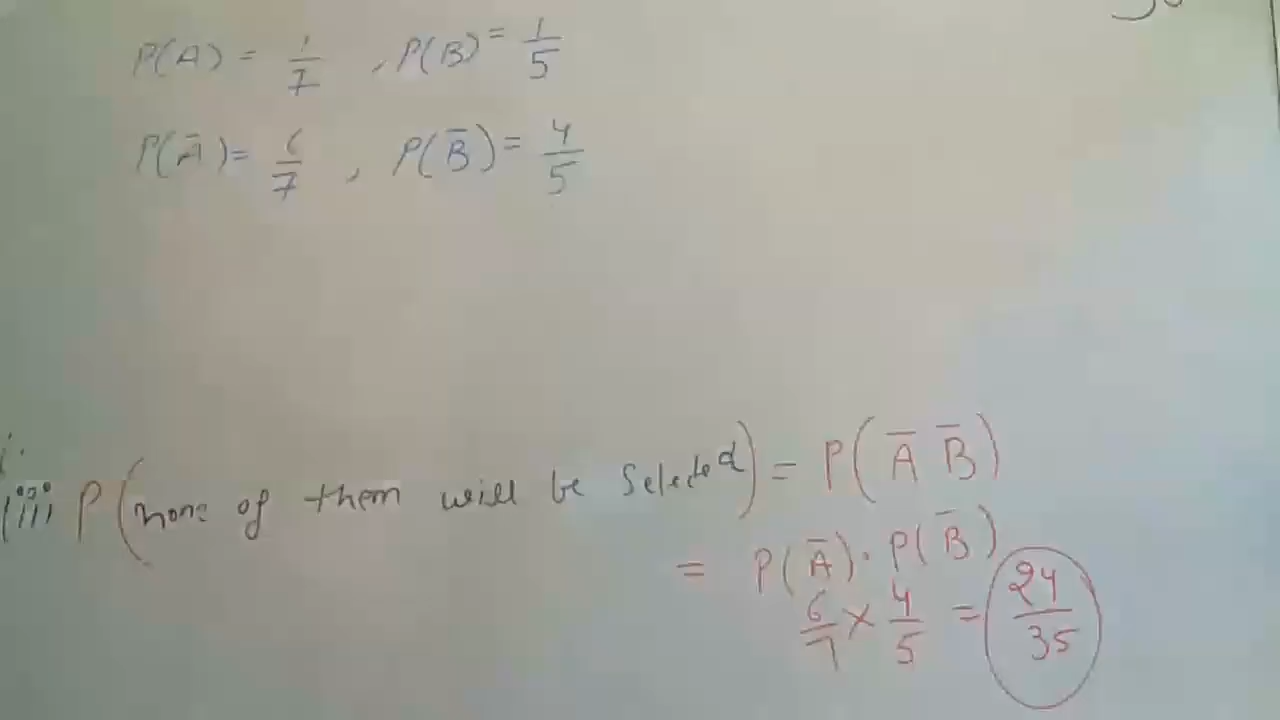 P(A) = 1/7 , P(B) = 1/5
P(Ā) = 6/7 , P(B̄) = 4/5
(iii) P(none of them will be selected) = P(Ā B̄)
= P(Ā) · P(B̄)
6/7 × 4/5 = 24/35